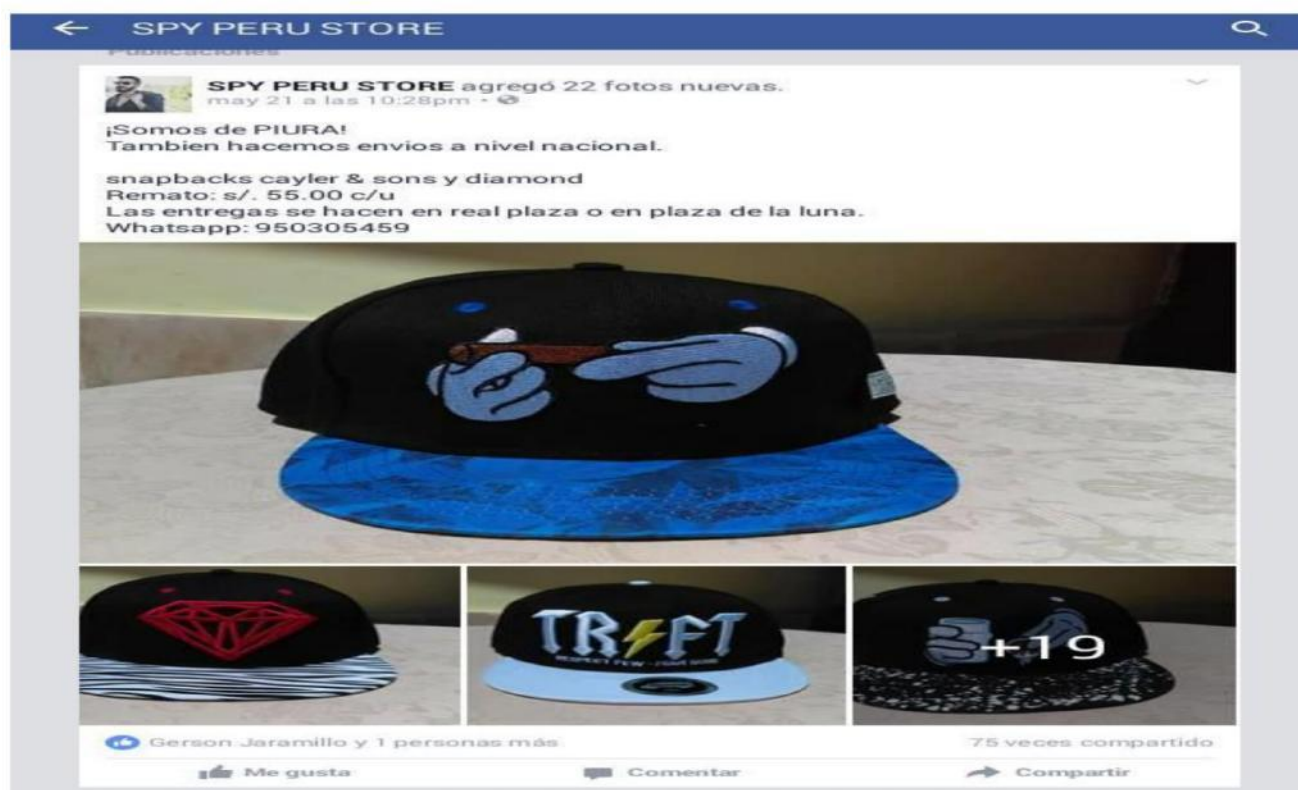 SPY PERU STORE
Publicaciones
SPY PERU STORE agregó 22 fotos nuevas.
may 21 a las 10:28pm •
¡Somos de PIURA!
Tambien hacemos envios a nivel nacional.
snapbacks cayler & sons y diamond
Remato: s/. 55.00 c/u
Las entregas se hacen en real plaza o en plaza de la luna.
Whatsapp: 950305459
TR FT
+19
Gerson Jaramillo y 1 personas más
75 veces compartido
Me gusta
Comentar
Compartir